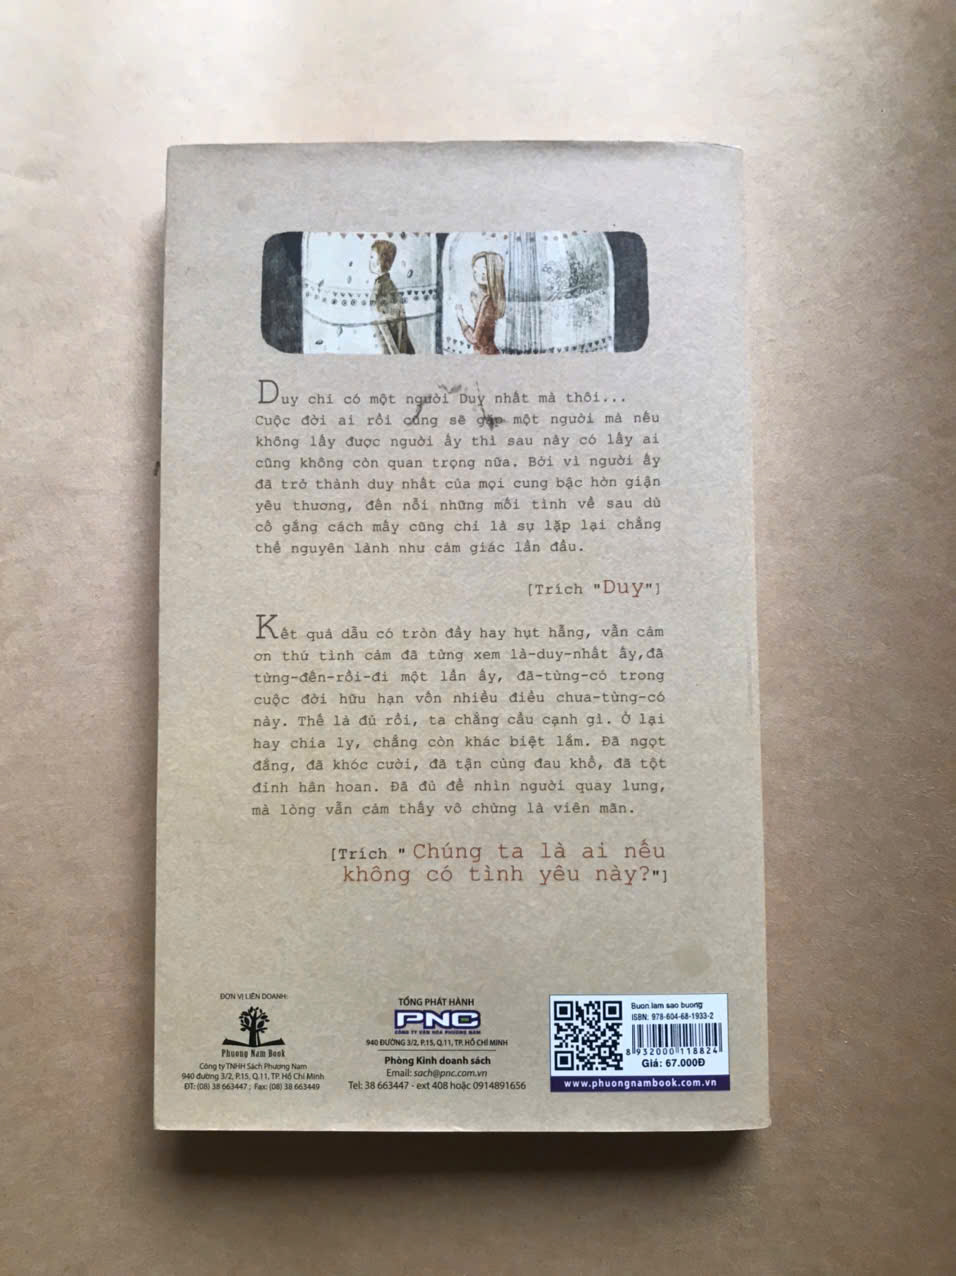 Duy chỉ có một người Duy nhất mà thôi...
Cuộc đời ai rồi cũng sẽ gặp một người mà nếu
không lấy được người ấy thì sau này có lấy ai
cũng không còn quan trọng nữa. Bởi vì người ấy
đã trở thành duy nhất của mọi cung bậc hờn giận
yêu thương, đến nỗi những mối tình về sau dù
cố gắng cách mấy cũng chỉ là sự lặp lại chẳng
thể nguyên lành như cảm giác lần đầu.
[Trích "Duy"]
Kết quả dẫu có tròn đầy hay hụt hẫng, vẫn cảm
ơn thứ tình cảm đã từng xem là-duy-nhất ấy,đã
từng-đến-rồi-đi một lần ấy, đã-từng-có trong
cuộc đời hữu hạn vốn nhiều điều chưa-từng-có
này. Thế là đủ rồi, ta chẳng cầu cạnh gì. Ở lại
hay chia ly, chẳng còn khác biệt lắm. Đã ngọt
đắng, đã khóc cười, đã tận cùng đau khổ, đã tột
đỉnh hân hoan. Đã đủ để nhìn người quay lưng,
mà lòng vẫn cảm thấy vô chừng là viên mãn.
[Trích " Chúng ta là ai nếu
không có tình yêu này?"]
ĐƠN VỊ LIÊN DOANH:
Phuong Nam Book
Công ty TNHH Sách Phương Nam
940 đường 3/2, P.15, Q.11, TP. Hồ Chí Minh
ĐT: (08) 38 663447 ; Fax: (08) 38 663449
TỔNG PHÁT HÀNH
PNC
CÔNG TY VĂN HÓA PHƯƠNG NAM
940 ĐƯỜNG 3/2, P.15, Q.11, TP. HỒ CHÍ MINH
Phòng Kinh doanh sách
Email: sach@pnc.com.vn
Tel: 38 663447 - ext 408 hoặc 0914891656
Buon lam sao buong
ISBN: 978-604-68-1933-2
8 932000 118824
Giá: 67.000Đ
www.phuongnambook.com.vn